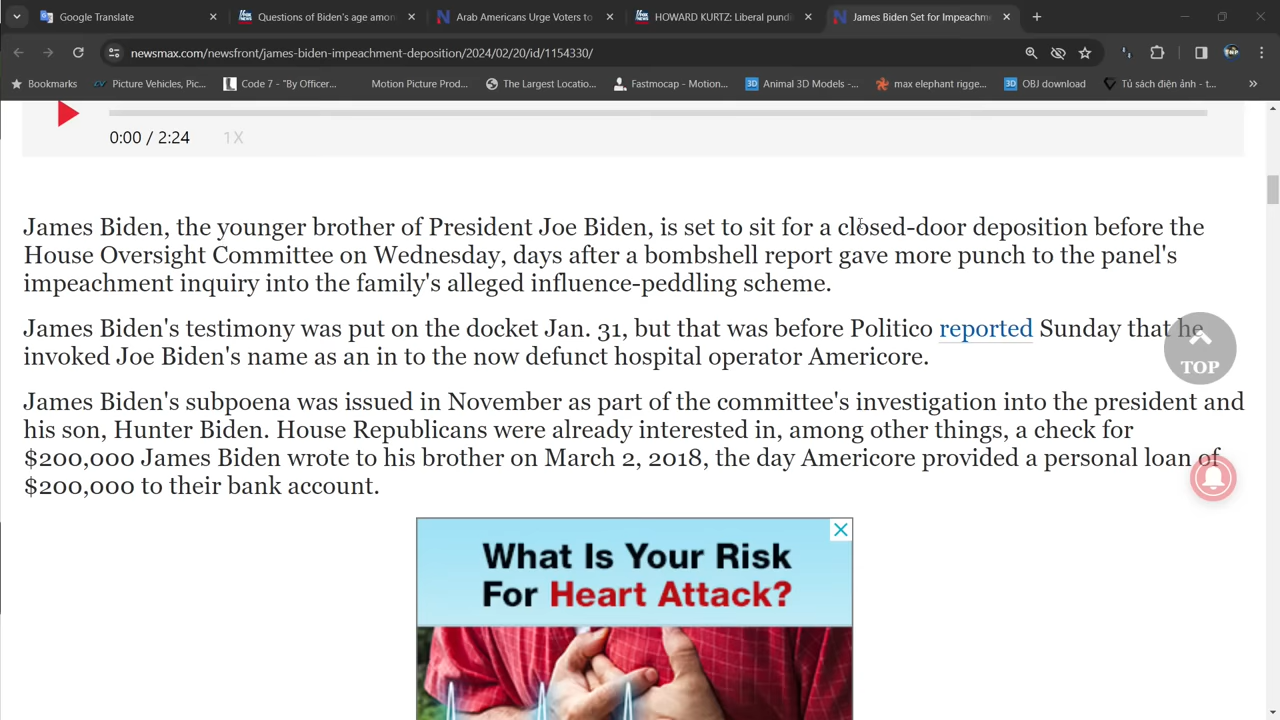 Google Translate
Questions of Biden's age amon
Arab Americans Urge Voters to
HOWARD KURTZ: Liberal pundi
James Biden Set for Impeachm
newsmax.com/newsfront/james-biden-impeachment-deposition/2024/02/20/id/1154330/
Bookmarks
Picture Vehicles, Pic...
Code 7 - "By Officer...
Motion Picture Prod...
The Largest Locatio...
Fastmocap - Motion...
Animal 3D Models -...
max elephant rigge...
OBJ download
Tủ sách điện ảnh - t...
0:00 / 2:24
1X
James Biden, the younger brother of President Joe Biden, is set to sit for a closed-door deposition before the
House Oversight Committee on Wednesday, days after a bombshell report gave more punch to the panel's
impeachment inquiry into the family's alleged influence-peddling scheme.
James Biden's testimony was put on the docket Jan. 31, but that was before Politico reported Sunday that he
invoked Joe Biden's name as an in to the now defunct hospital operator Americore.
TOP
James Biden's subpoena was issued in November as part of the committee's investigation into the president and
his son, Hunter Biden. House Republicans were already interested in, among other things, a check for
$200,000 James Biden wrote to his brother on March 2, 2018, the day Americore provided a personal loan of
$200,000 to their bank account.
What Is Your Risk
For Heart Attack?